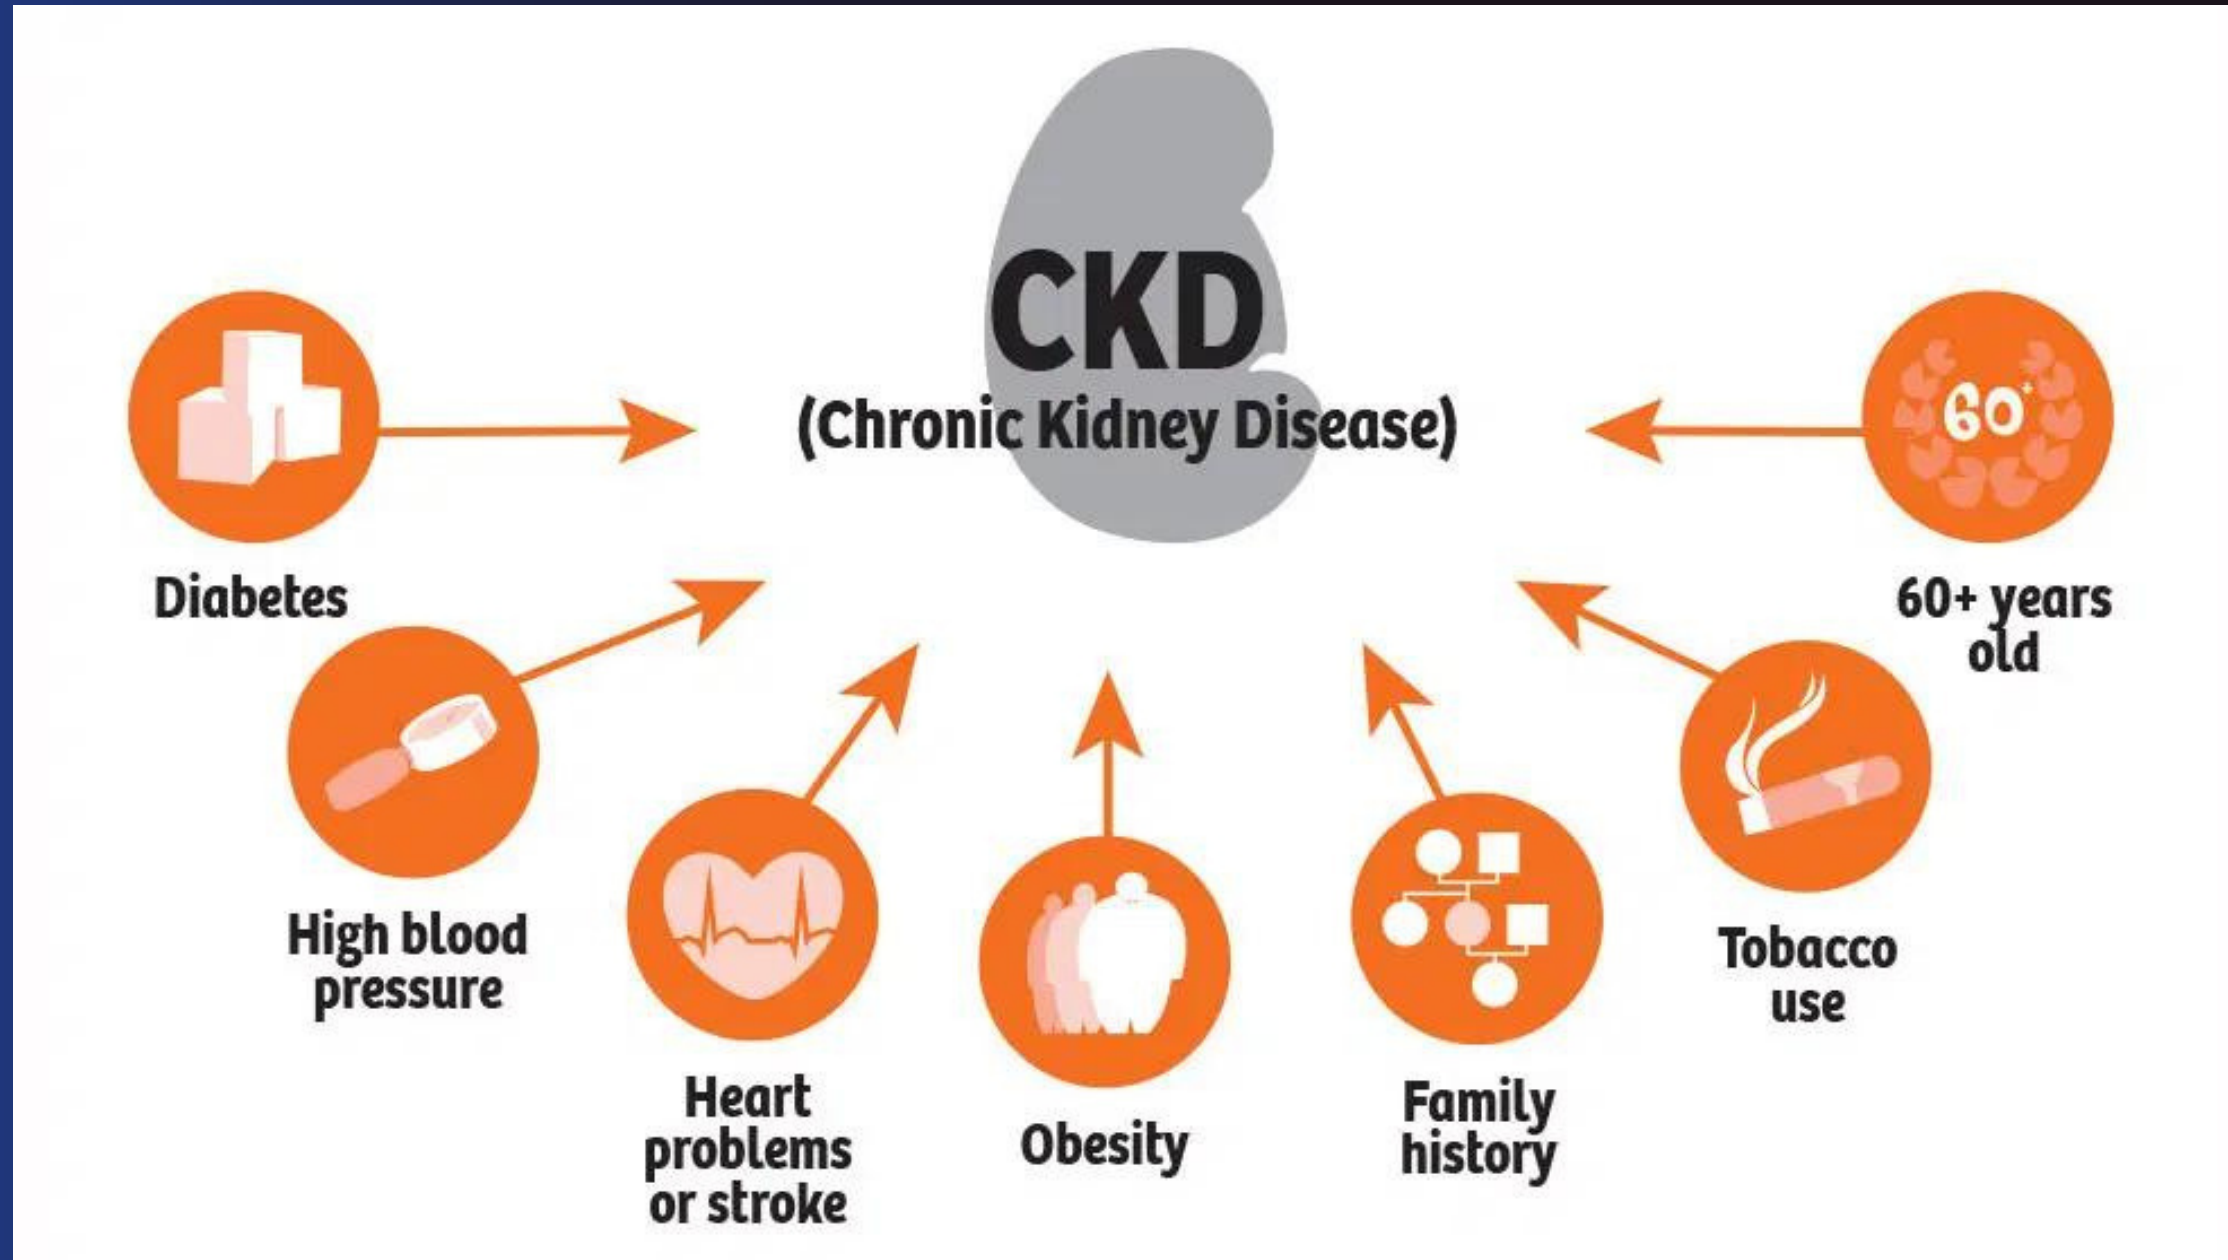 CKD
(Chronic Kidney Disease)
60+
Diabetes
60+ years
old
High blood
pressure
Tobacco
use
Heart
problems
or stroke
Obesity
Family
history